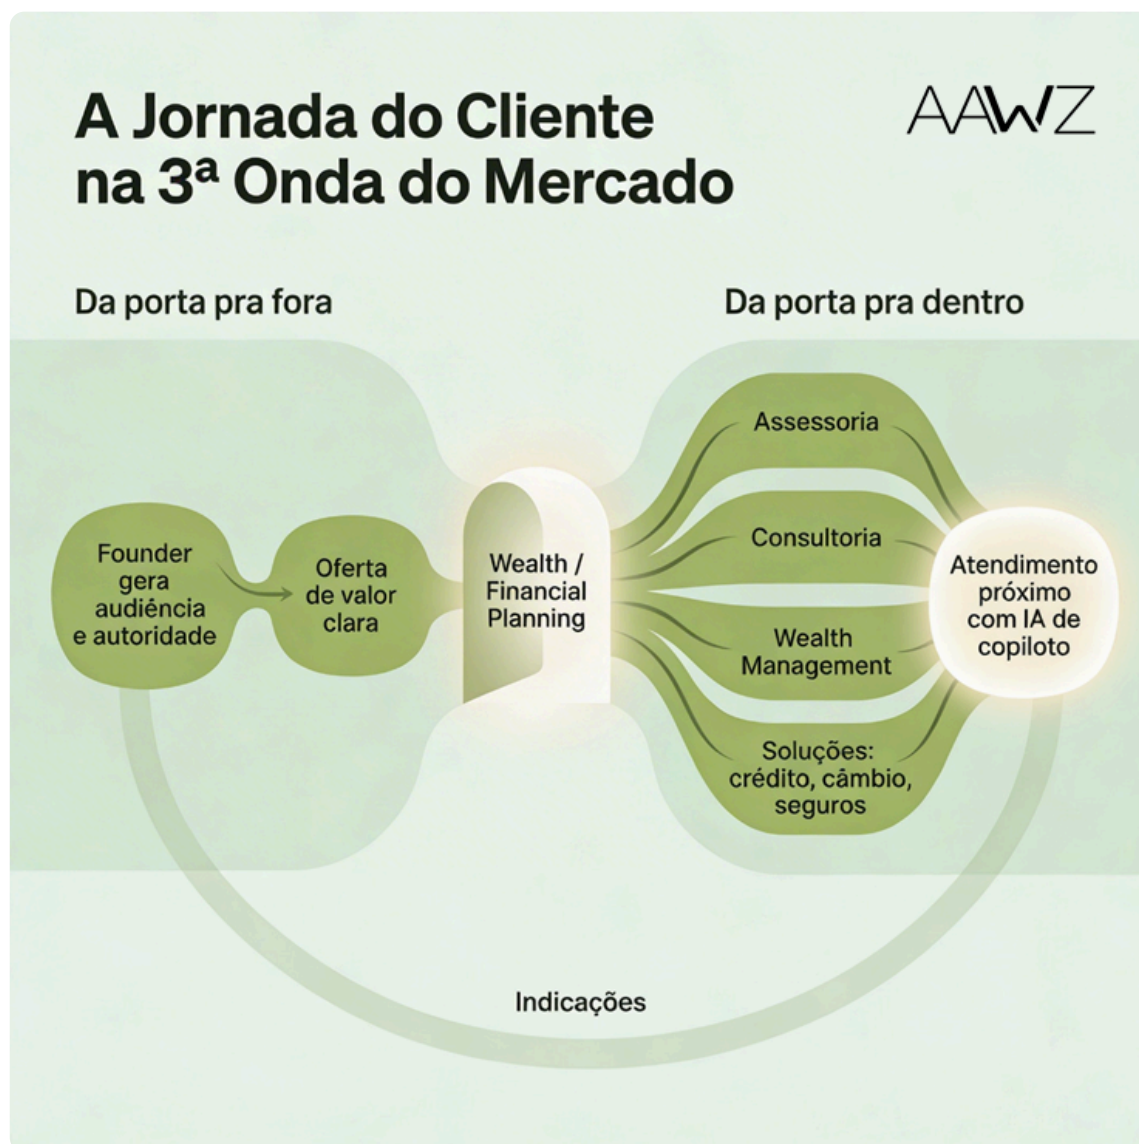 A Jornada do Cliente
na 3ª Onda do Mercado
AAWZ
Da porta pra fora
Da porta pra dentro
Founder
gera
audiência
e autoridade
Oferta
de valor
clara
Wealth /
Financial
Planning
Assessoria
Consultoria
Wealth
Management
Soluções:
crédito, câmbio,
seguros
Atendimento
próximo
com IA de
copiloto
Indicações